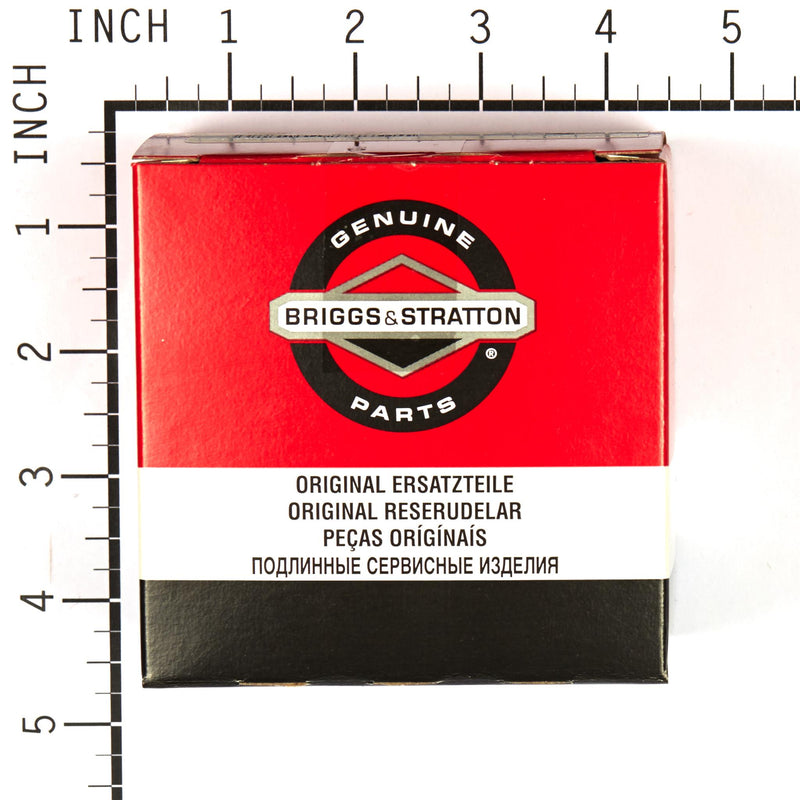 INCH 1 2 3 4 5
INCH
1
2
3
4
5
GENUINE
BRIGGS & STRATTON
®
PARTS
ORIGINAL ERSATZTEILE
ORIGINAL RESERUDELAR
PEÇAS ORÍGÍNAÍS
ПОДЛИННЫЕ СЕРВИСНЫЕ ИЗДЕЛИЯ